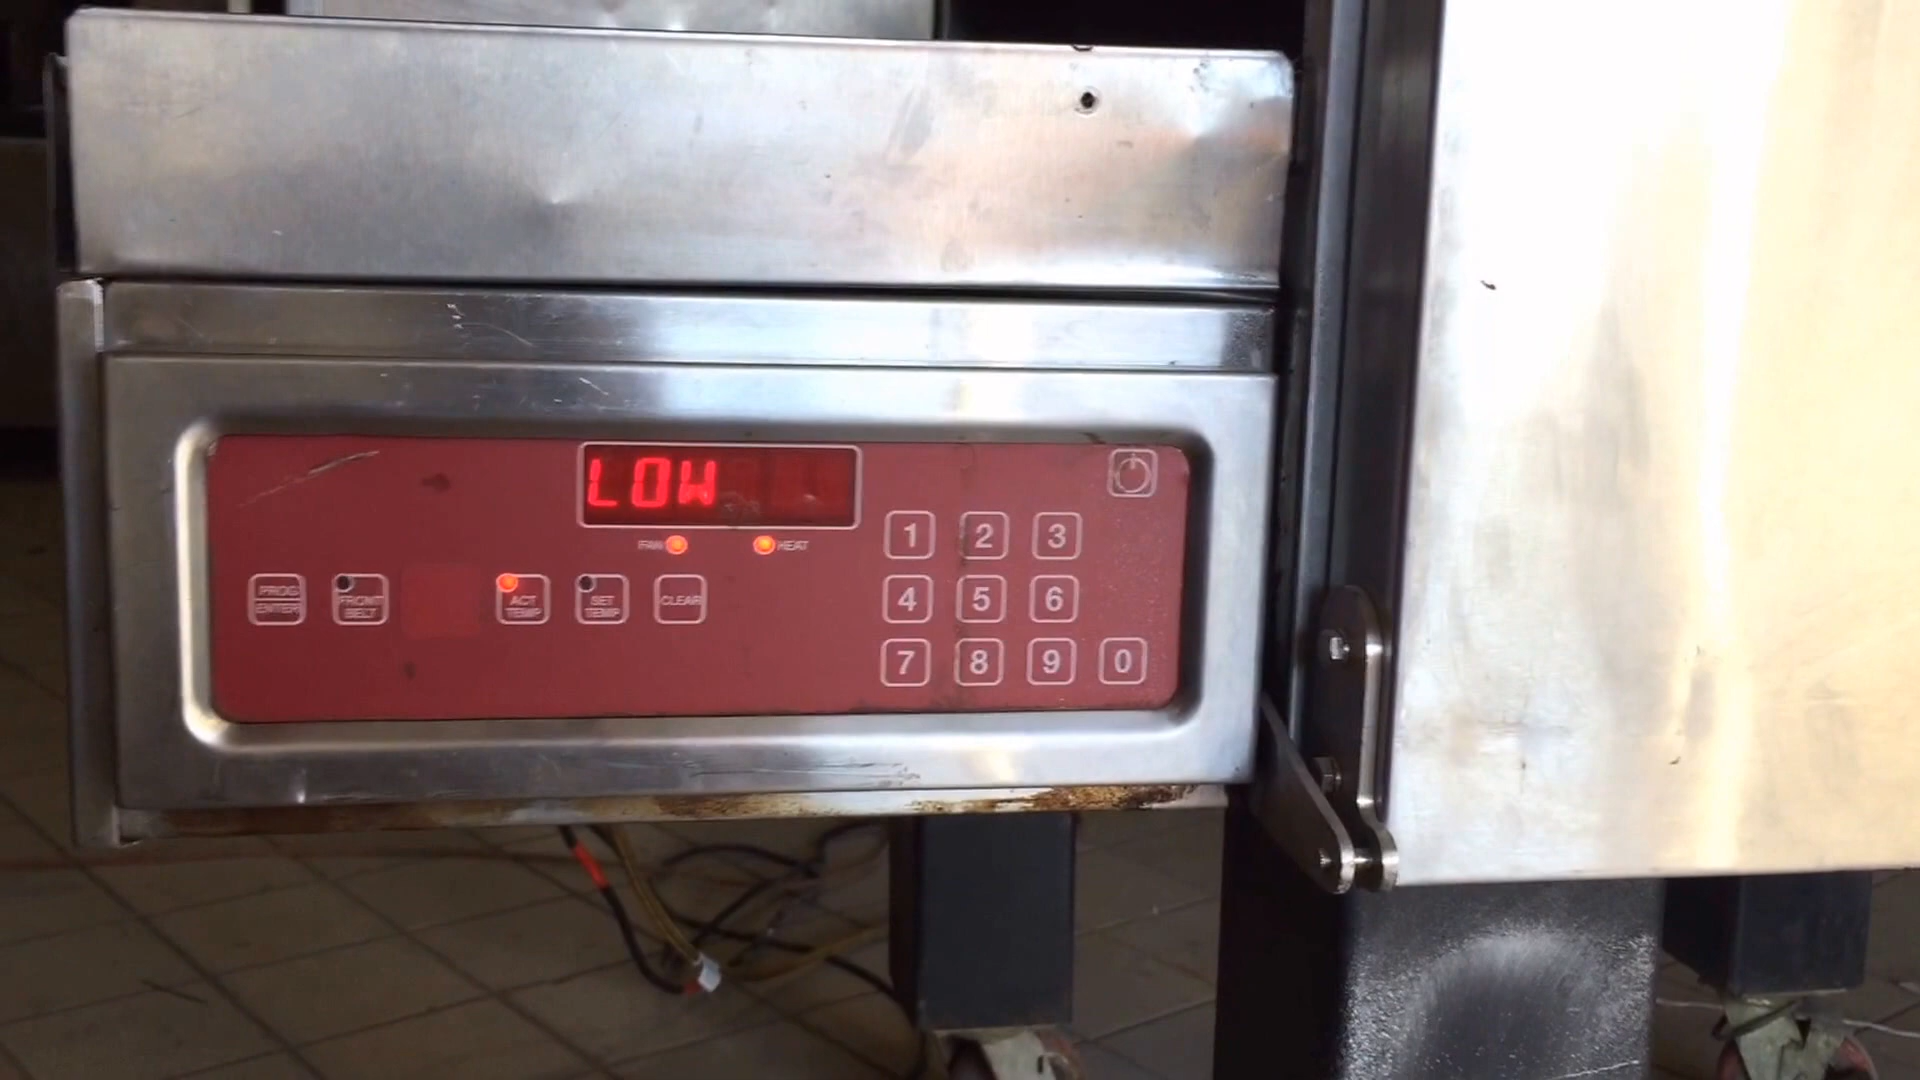 LOW
FAN HEAT
PROG
ENTER
FRONT
BELT
ACT
TEMP
SET
TEMP
CLEAR
1 2 3
4 5 6
7 8 9 0